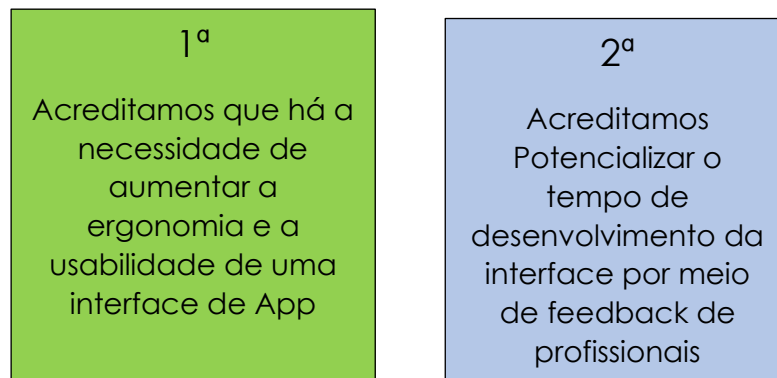 1ª
Acreditamos que há a
necessidade de
aumentar a
ergonomia e a
usabilidade de uma
interface de App
2ª
Acreditamos
Potencializar o
tempo de
desenvolvimento da
interface por meio
de feedback de
profissionais